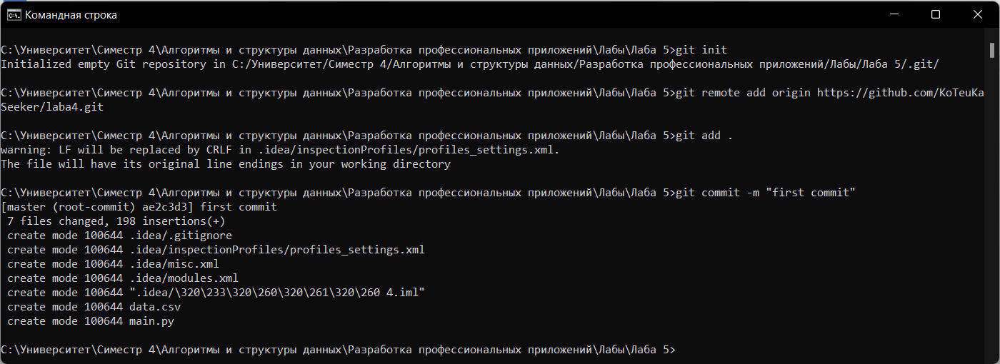 Командная строка
C:\Университет\Симестр 4\Алгоритмы и структуры данных\Разработка профессиональных приложений\Лабы\Лаба 5>git init
Initialized empty Git repository in C:/Университет/Симестр 4/Алгоритмы и структуры данных/Разработка профессиональных приложений/Лабы/Лаба 5/.git/
C:\Университет\Симестр 4\Алгоритмы и структуры данных\Разработка профессиональных приложений\Лабы\Лаба 5>git remote add origin https://github.com/KoTeuKa
Seeker/laba4.git
C:\Университет\Симестр 4\Алгоритмы и структуры данных\Разработка профессиональных приложений\Лабы\Лаба 5>git add .
warning: LF will be replaced by CRLF in .idea/inspectionProfiles/profiles_settings.xml.
The file will have its original line endings in your working directory
C:\Университет\Симестр 4\Алгоритмы и структуры данных\Разработка профессиональных приложений\Лабы\Лаба 5>git commit -m "first commit"
[master (root-commit) ae2c3d3] first commit
 7 files changed, 198 insertions(+)
 create mode 100644 .idea/.gitignore
 create mode 100644 .idea/inspectionProfiles/profiles_settings.xml
 create mode 100644 .idea/misc.xml
 create mode 100644 .idea/modules.xml
 create mode 100644 ".idea/\320\233\320\260\320\261\320\260 4.iml"
 create mode 100644 data.csv
 create mode 100644 main.py
C:\Университет\Симестр 4\Алгоритмы и структуры данных\Разработка профессиональных приложений\Лабы\Лаба 5>